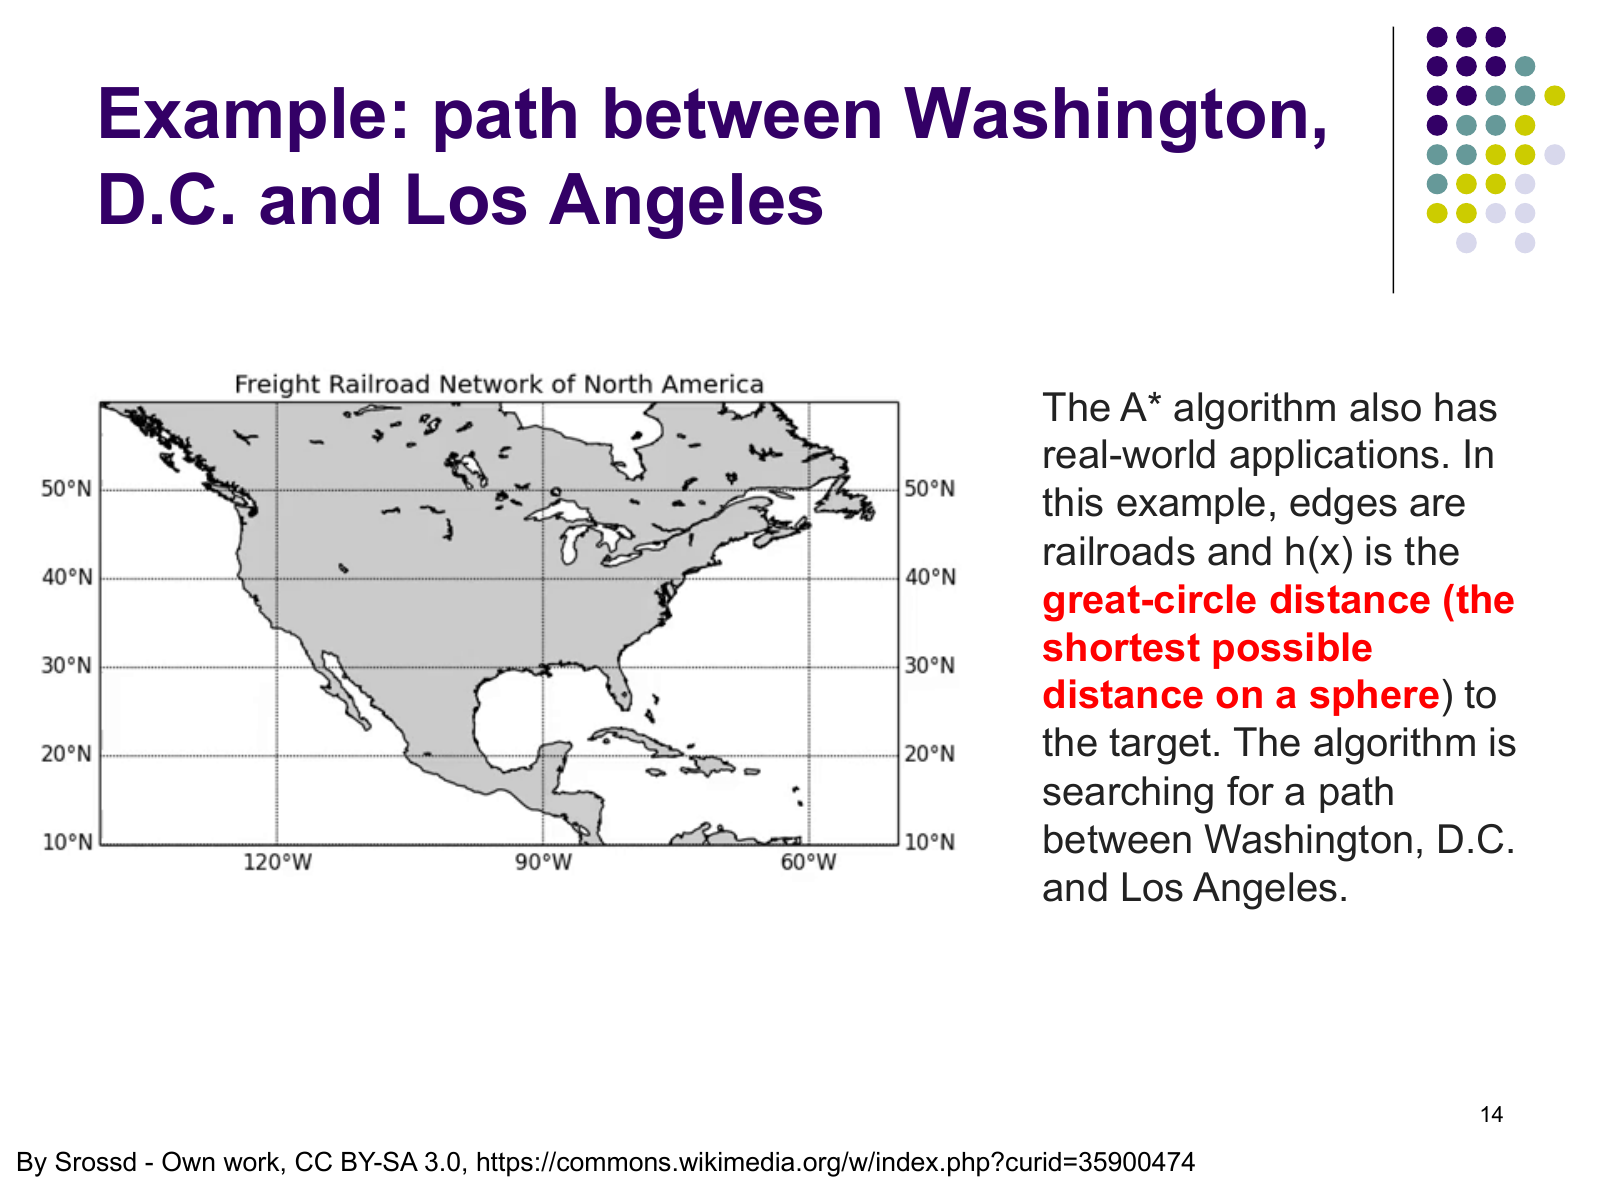 Example: path between Washington,
D.C. and Los Angeles
Freight Railroad Network of North America
50°N
50°N
40°N
40°N
30°N
30°N
20°N
20°N
10°N
10°N
120°W
90°W
60°W
The A* algorithm also has
real-world applications. In
this example, edges are
railroads and h(x) is the
great-circle distance (the
shortest possible
distance on a sphere) to
the target. The algorithm is
searching for a path
between Washington, D.C.
and Los Angeles.
14
By Srossd - Own work, CC BY-SA 3.0, https://commons.wikimedia.org/w/index.php?curid=35900474